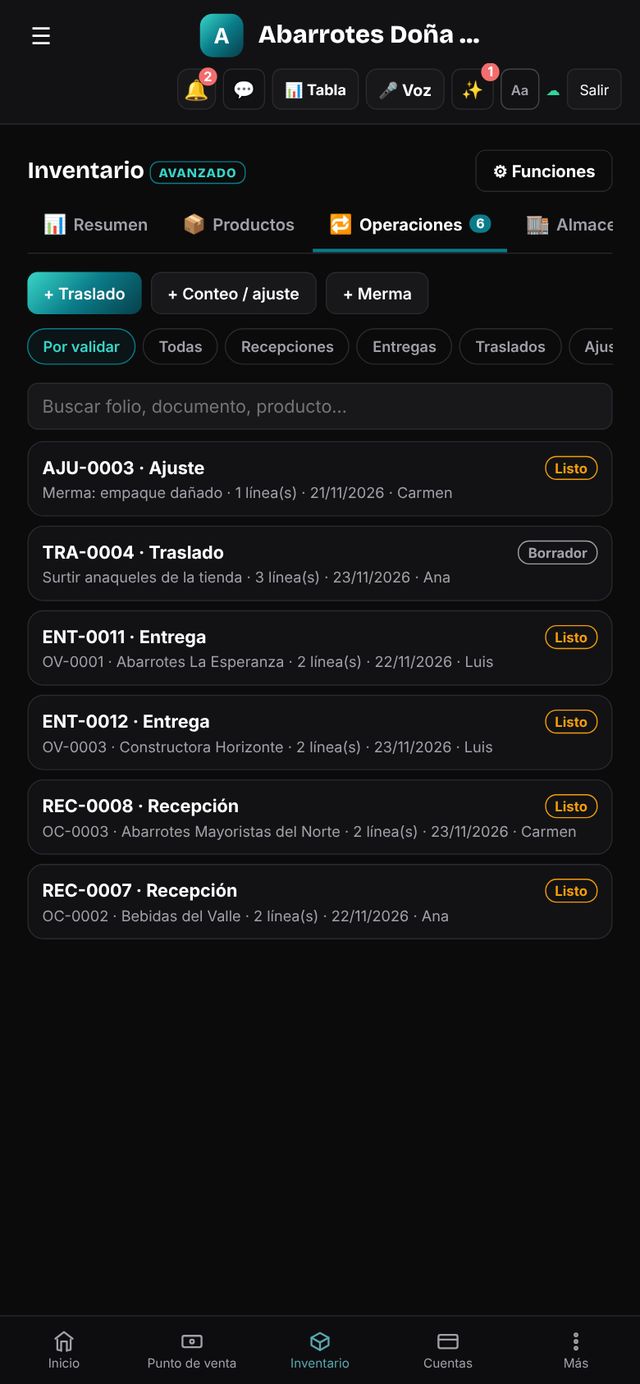 ☰ A Abarrotes Doña ...
🔔 2 💬 📊 Tabla 🎤 Voz ✨ 1 Aa ☁ Salir
Inventario AVANZADO ⚙ Funciones
📊 Resumen 📦 Productos 🔁 Operaciones 6 🏬 Almace
+ Traslado + Conteo / ajuste + Merma
Por validar Todas Recepciones Entregas Traslados Ajus
Buscar folio, documento, producto...
AJU-0003 · Ajuste Listo
Merma: empaque dañado · 1 línea(s) · 21/11/2026 · Carmen
TRA-0004 · Traslado Borrador
Surtir anaqueles de la tienda · 3 línea(s) · 23/11/2026 · Ana
ENT-0011 · Entrega Listo
OV-0001 · Abarrotes La Esperanza · 2 línea(s) · 22/11/2026 · Luis
ENT-0012 · Entrega Listo
OV-0003 · Constructora Horizonte · 2 línea(s) · 23/11/2026 · Luis
REC-0008 · Recepción Listo
OC-0003 · Abarrotes Mayoristas del Norte · 2 línea(s) · 23/11/2026 · Carmen
REC-0007 · Recepción Listo
OC-0002 · Bebidas del Valle · 2 línea(s) · 22/11/2026 · Ana
Inicio Punto de venta Inventario Cuentas Más